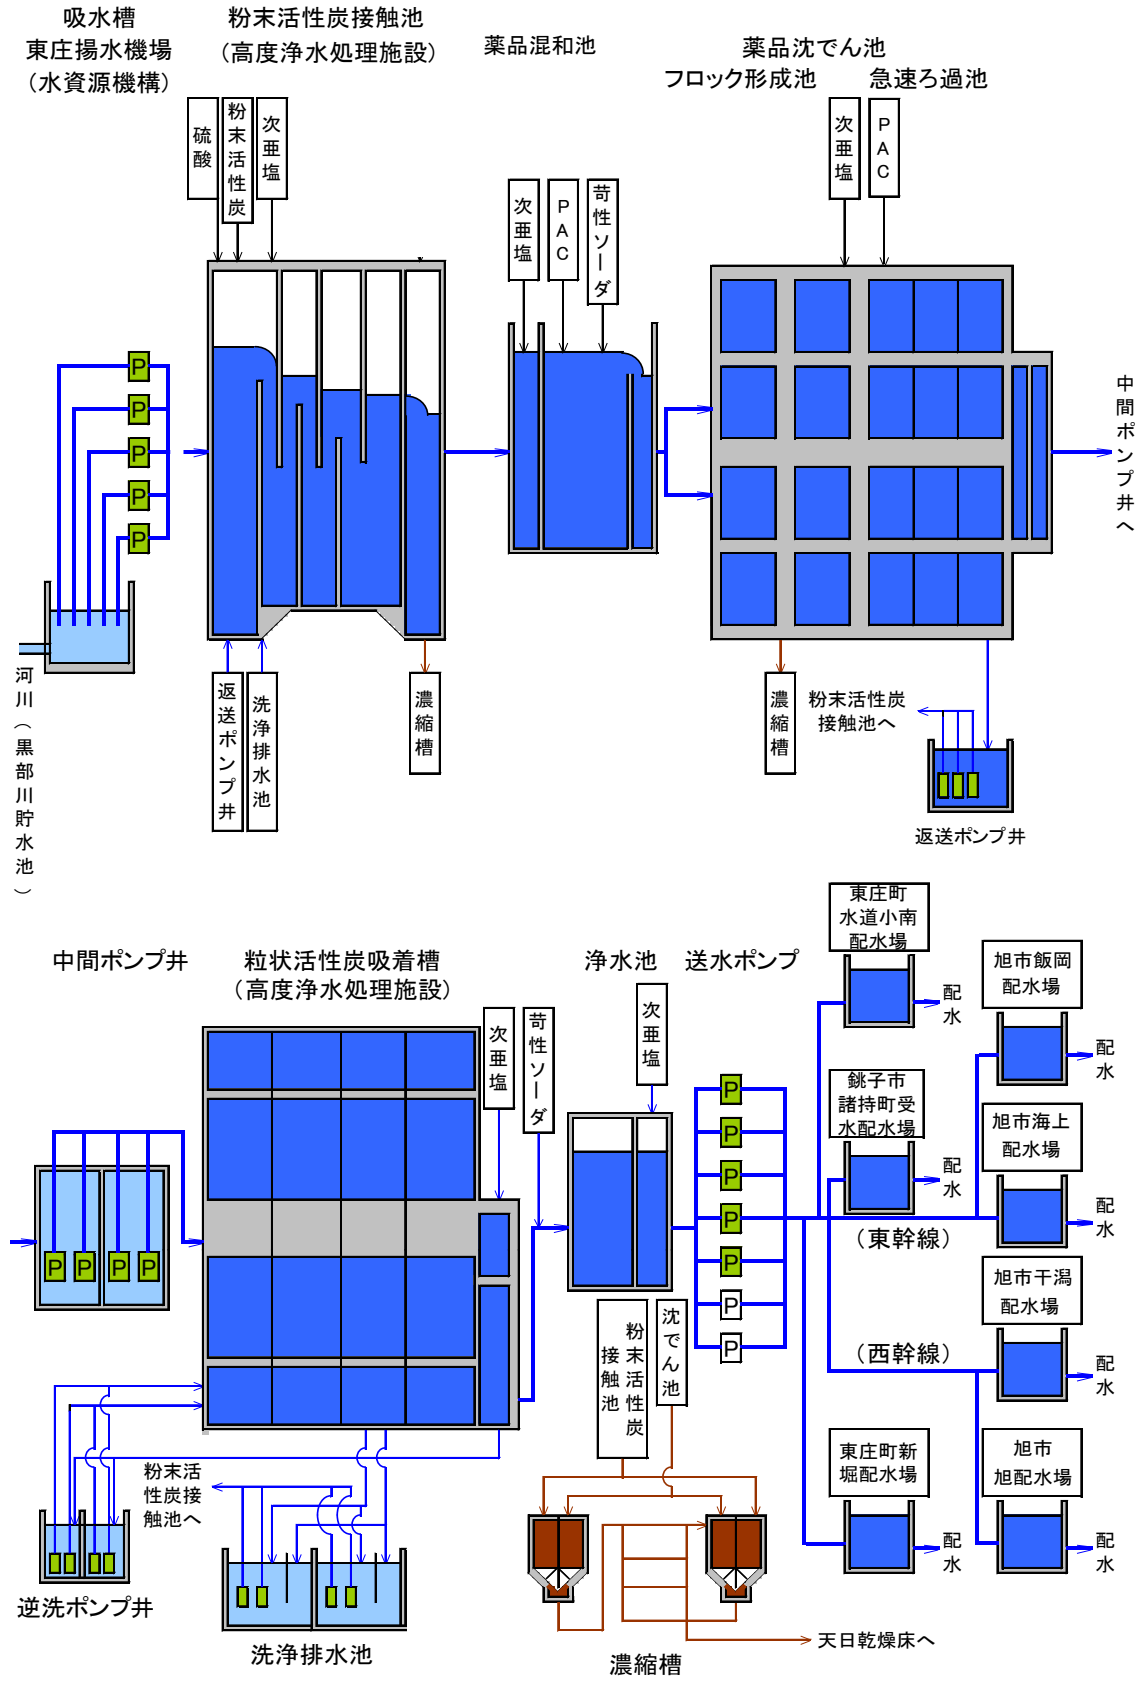 吸水槽
東庄揚水機場
（水資源機構）
粉末活性炭接触池
（高度浄水処理施設）
薬品混和池
薬品沈でん池
フロック形成池
急速ろ過池
硫酸
粉末活性炭
次亜塩
次亜塩
PAC
苛性ソーダ
次亜塩
PAC
P
P
P
P
P
中間ポンプ井へ
河川（黒部川貯水池）
返送ポンプ井
洗浄排水池
濃縮槽
濃縮槽
粉末活性炭
接触池へ
返送ポンプ井
中間ポンプ井
粒状活性炭吸着槽
（高度浄水処理施設）
浄水池
送水ポンプ
東庄町
水道小南
配水場
配水
旭市飯岡
配水場
配水
次亜塩
苛性ソーダ
次亜塩
銚子市
諸持町受
水配水場
配水
旭市海上
配水場
配水
P
P
P
P
P
P
P
P
P
P
P
（東幹線）
旭市干潟
配水場
配水
（西幹線）
粉末活性炭
接触池
沈でん池
東庄町新
堀配水場
配水
旭市
旭配水場
配水
粉末活
性炭接
触池へ
逆洗ポンプ井
洗浄排水池
濃縮槽
天日乾燥床へ